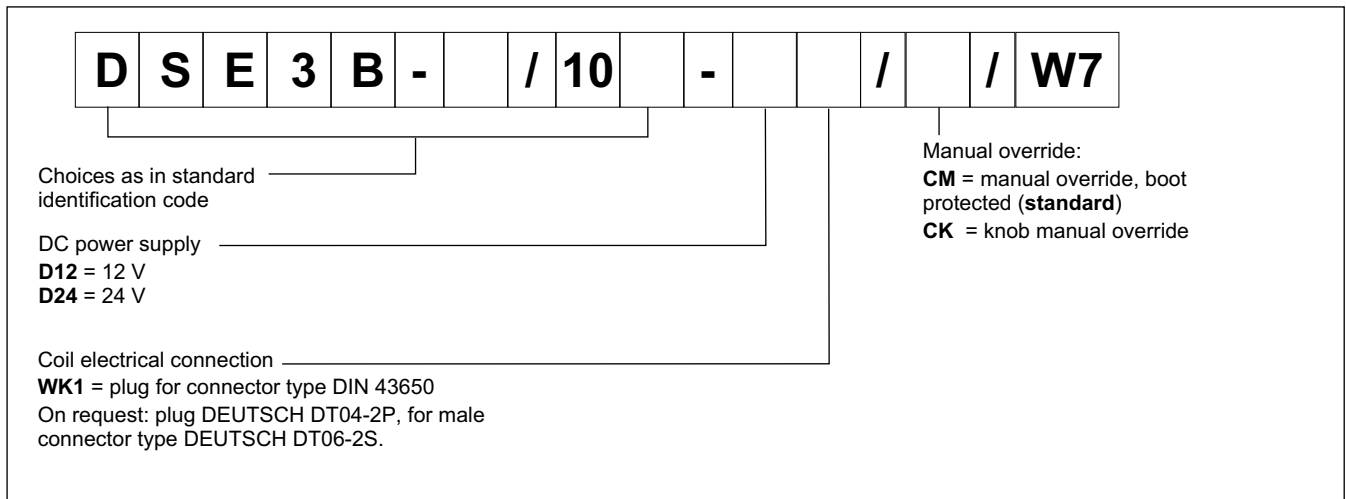 D S E 3 B - / 10 - / / W7
Choices as in standard
identification code
DC power supply
D12 = 12 V
D24 = 24 V
Coil electrical connection
WK1 = plug for connector type DIN 43650
On request: plug DEUTSCH DT04-2P, for male
connector type DEUTSCH DT06-2S.
Manual override:
CM = manual override, boot
protected (standard)
CK = knob manual override